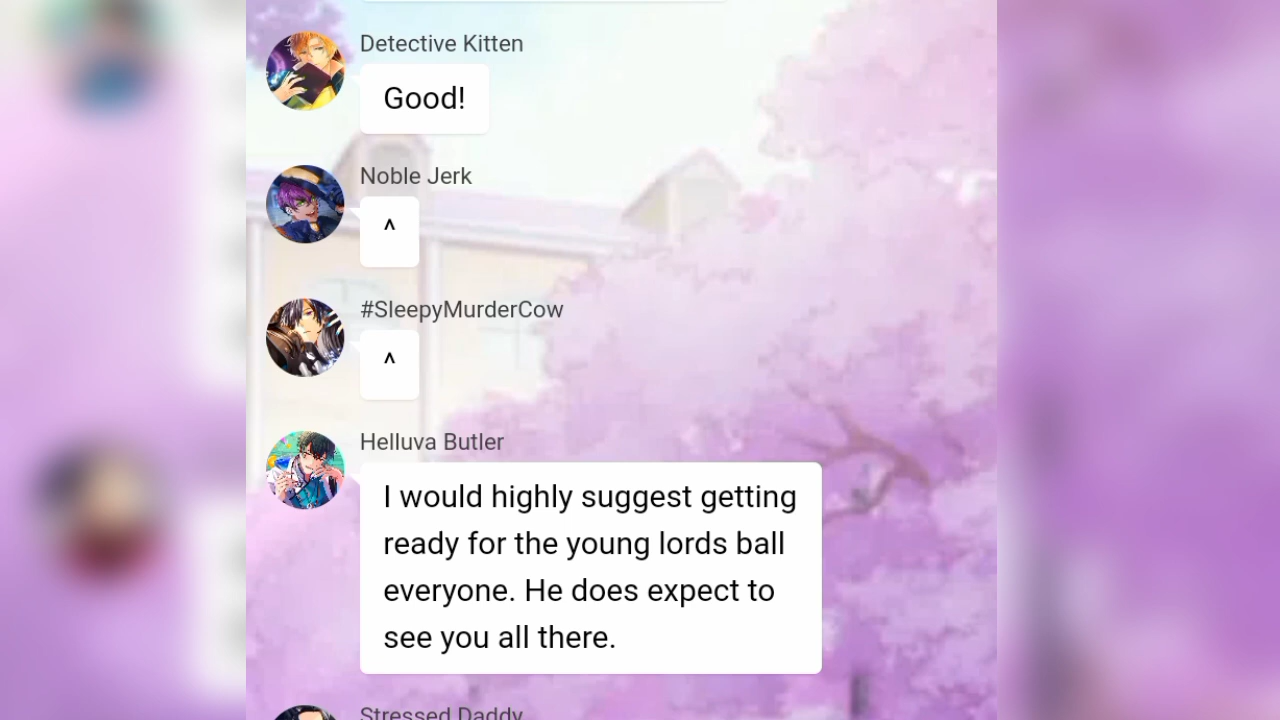 Detective Kitten
Good!
Noble Jerk
^
#SleepyMurderCow
^
Helluva Butler
I would highly suggest getting
ready for the young lords ball
everyone. He does expect to
see you all there.
Stressed Daddy